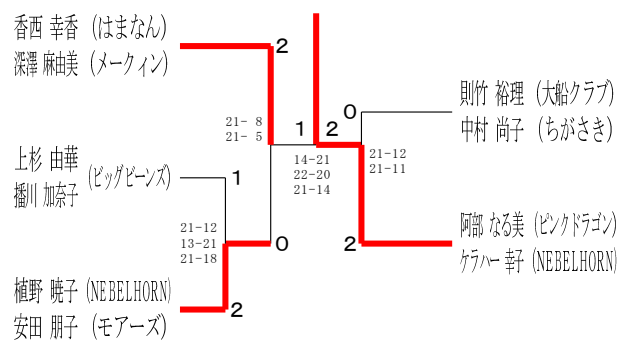 香西 幸香 (はまなん)
深澤 麻由美 (メークィン)
2
21- 8
21- 5
上杉 由華
播川 加奈子
(ビッグビーンズ)
1
21-12
13-21
21-18
0
植野 暁子 (NEBELHORN)
安田 朋子 (モアーズ)
2
1
2
14-21
22-20
21-14
則竹 裕理 (大船クラブ)
中村 尚子 (ちがさき)
0
21-12
21-11
阿部 なる美 (ピンクドラゴン)
ケラハー 幸子 (NEBELHORN)
2